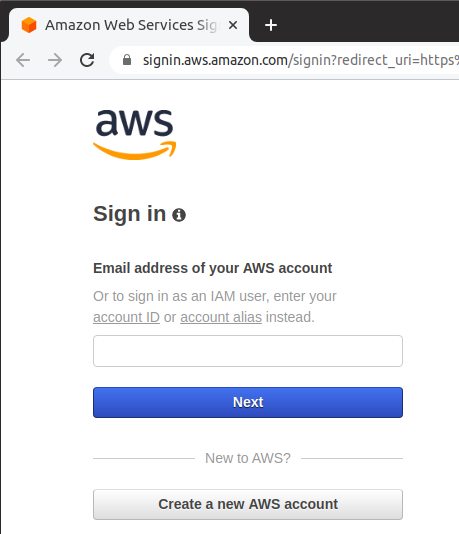 Amazon Web Services Sig
signin.aws.amazon.com/signin?redirect_uri=https%
aws
Sign in
Email address of your AWS account
Or to sign in as an IAM user, enter your
account ID or account alias instead.
Next
New to AWS?
Create a new AWS account